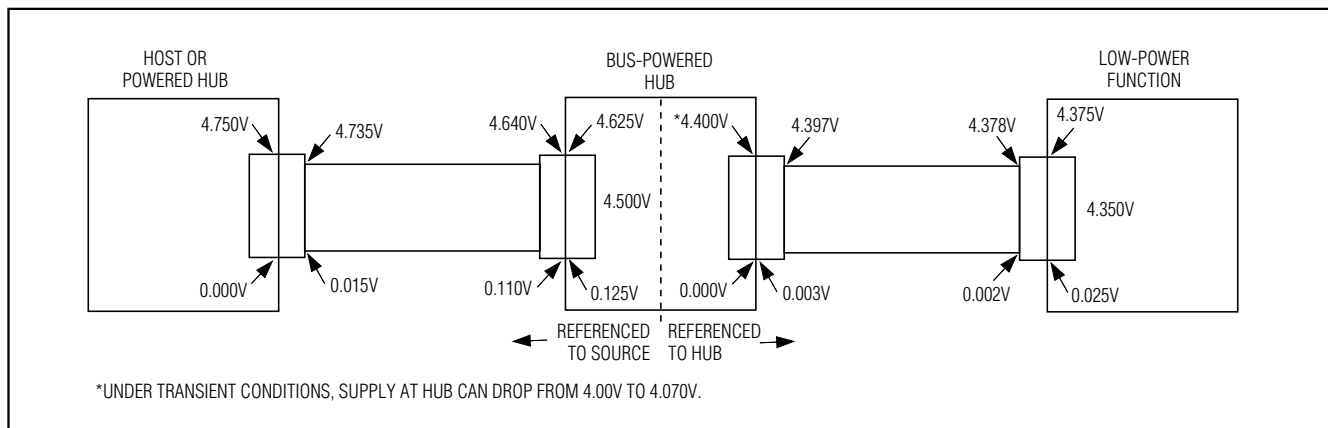 HOST OR
POWERED HUB
BUS-POWERED
HUB
LOW-POWER
FUNCTION
4.750V
4.735V
4.640V
4.625V
*4.400V
4.397V
4.378V
4.375V
4.500V
4.350V
0.000V
0.015V
0.110V
0.125V
0.000V
0.003V
0.002V
0.025V
REFERENCED
TO SOURCE
REFERENCED
TO HUB
*UNDER TRANSIENT CONDITIONS, SUPPLY AT HUB CAN DROP FROM 4.00V TO 4.070V.